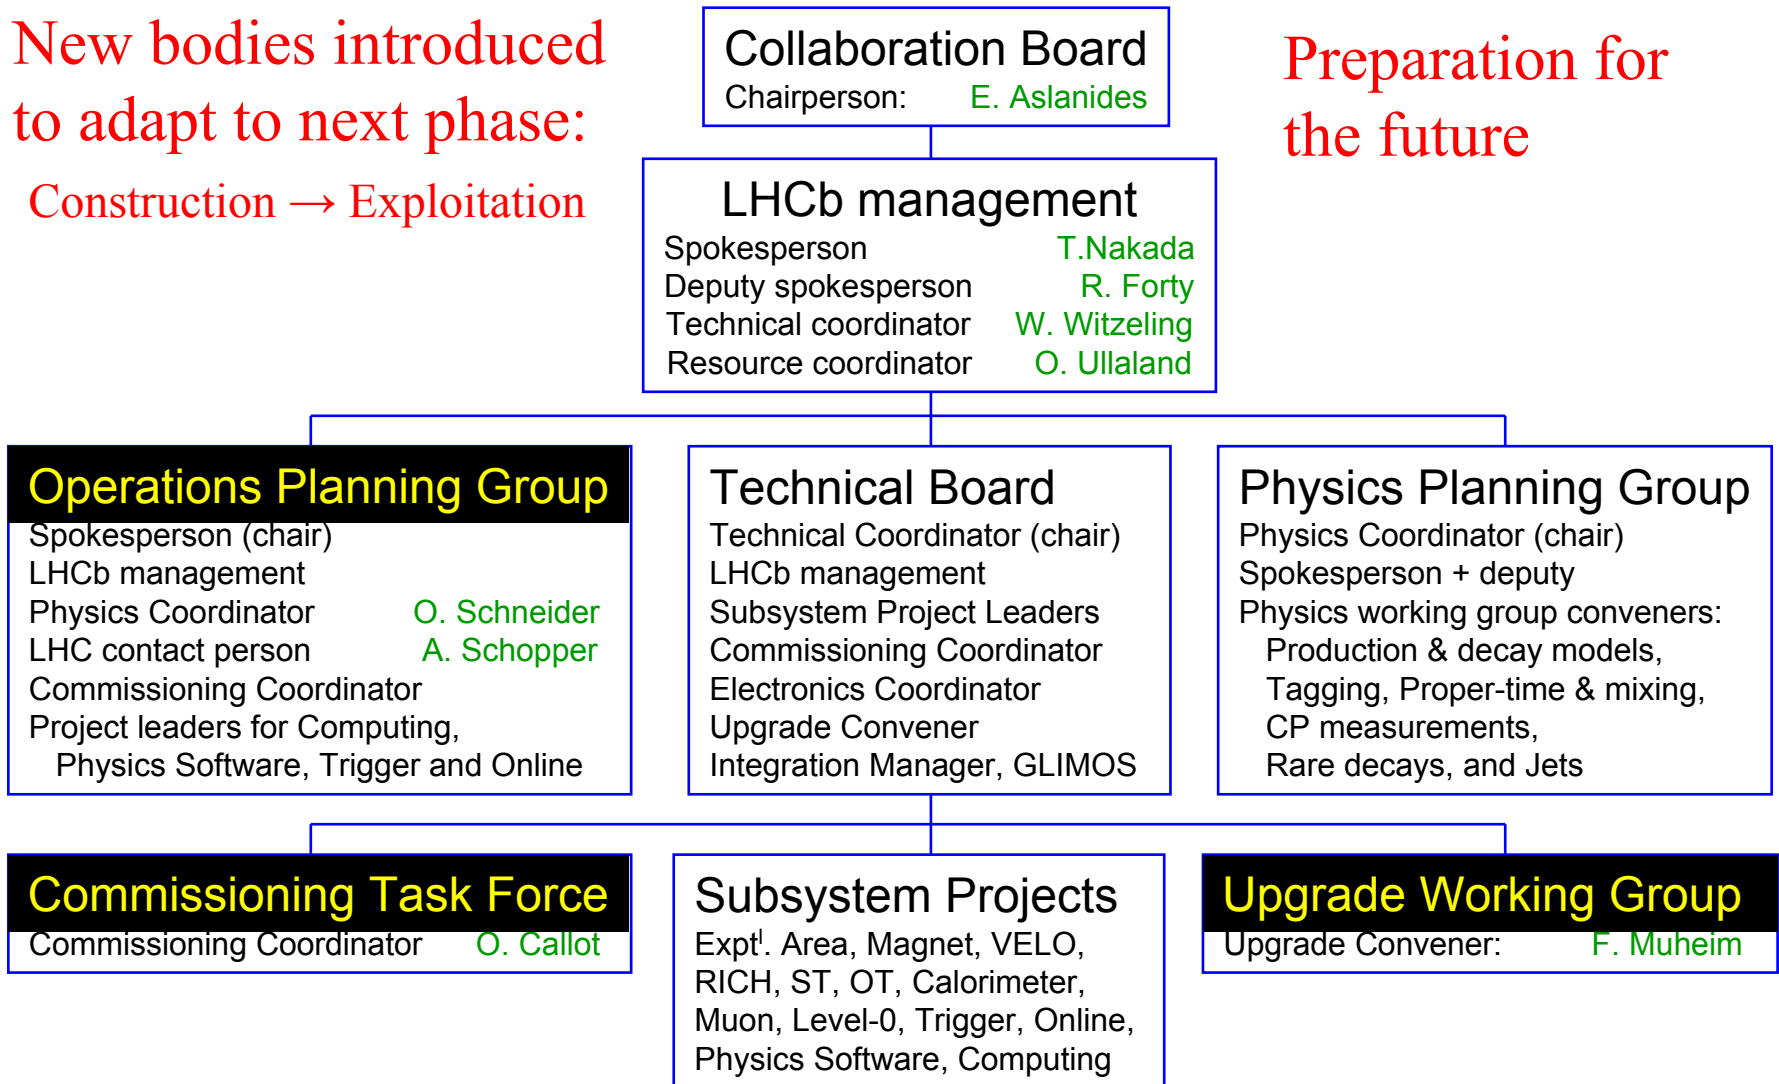 New bodies introduced
to adapt to next phase:
Construction → Exploitation
Collaboration Board
Chairperson: E. Aslanides
Preparation for
the future
LHCb management
Spokesperson T.Nakada
Deputy spokesperson R. Forty
Technical coordinator W. Witzeling
Resource coordinator O. Ullaland
Operations Planning Group
Spokesperson (chair)
LHCb management
Physics Coordinator O. Schneider
LHC contact person A. Schopper
Commissioning Coordinator
Project leaders for Computing,
Physics Software, Trigger and Online
Technical Board
Technical Coordinator (chair)
LHCb management
Subsystem Project Leaders
Commissioning Coordinator
Electronics Coordinator
Upgrade Convener
Integration Manager, GLIMOS
Physics Planning Group
Physics Coordinator (chair)
Spokesperson + deputy
Physics working group conveners:
Production & decay models,
Tagging, Proper-time & mixing,
CP measurements,
Rare decays, and Jets
Commissioning Task Force
Commissioning Coordinator O. Callot
Subsystem Projects
Exptˡ. Area, Magnet, VELO,
RICH, ST, OT, Calorimeter,
Muon, Level-0, Trigger, Online,
Physics Software, Computing
Upgrade Working Group
Upgrade Convener: F. Muheim